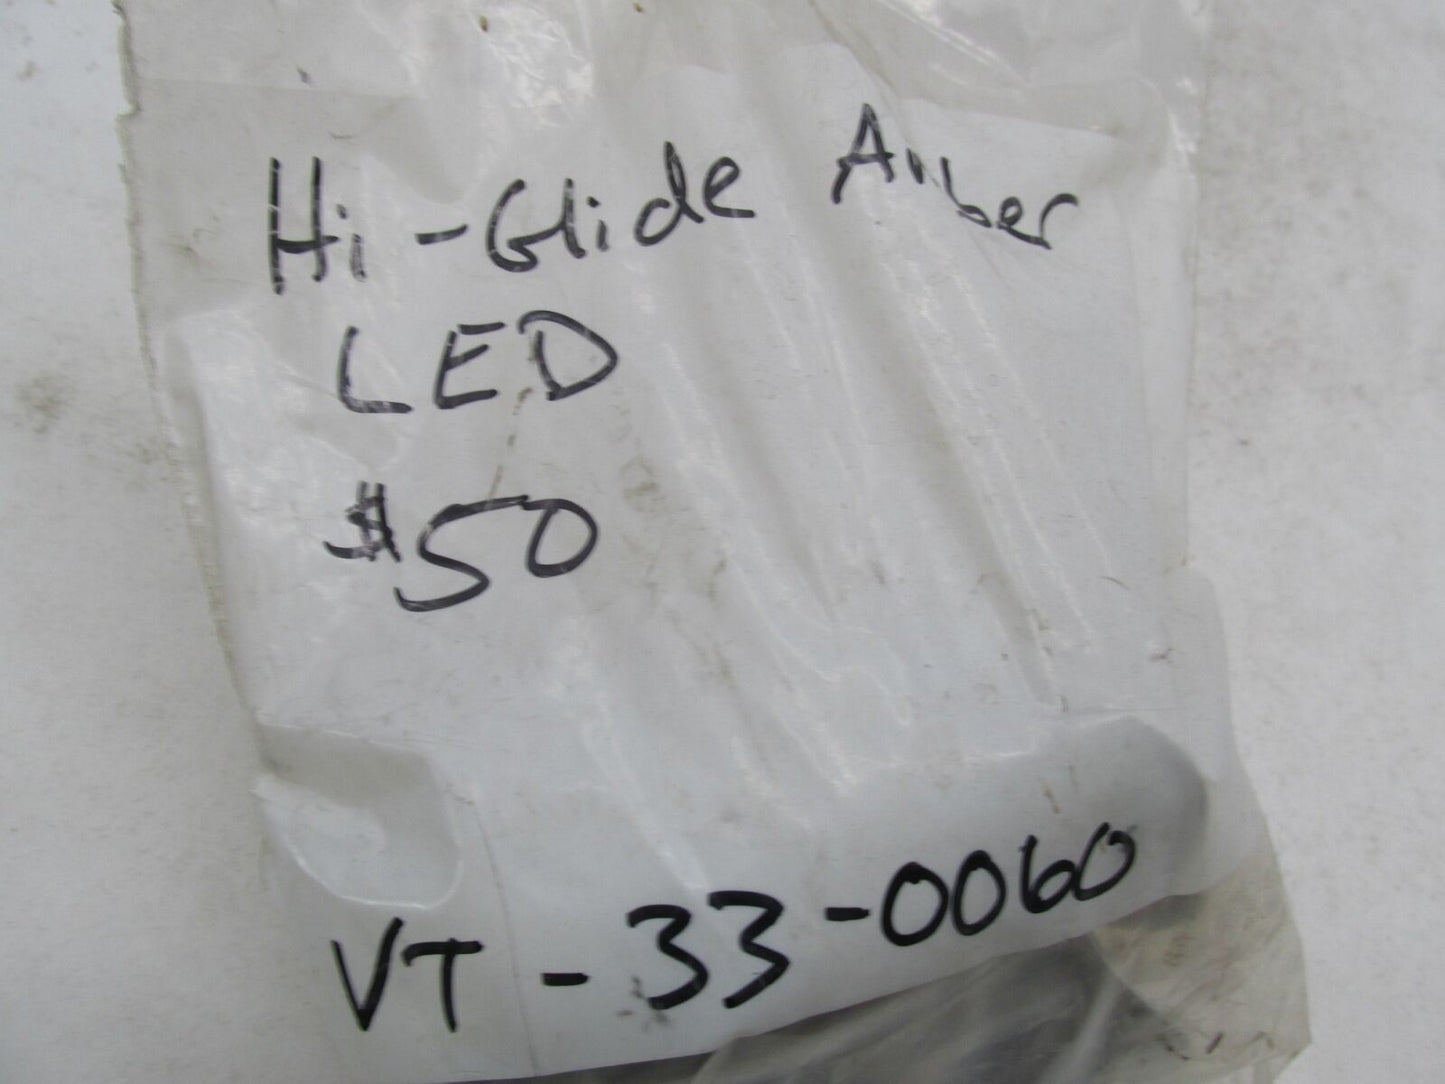 Hi-Glide Amber
LED
$50
VT-33-0060